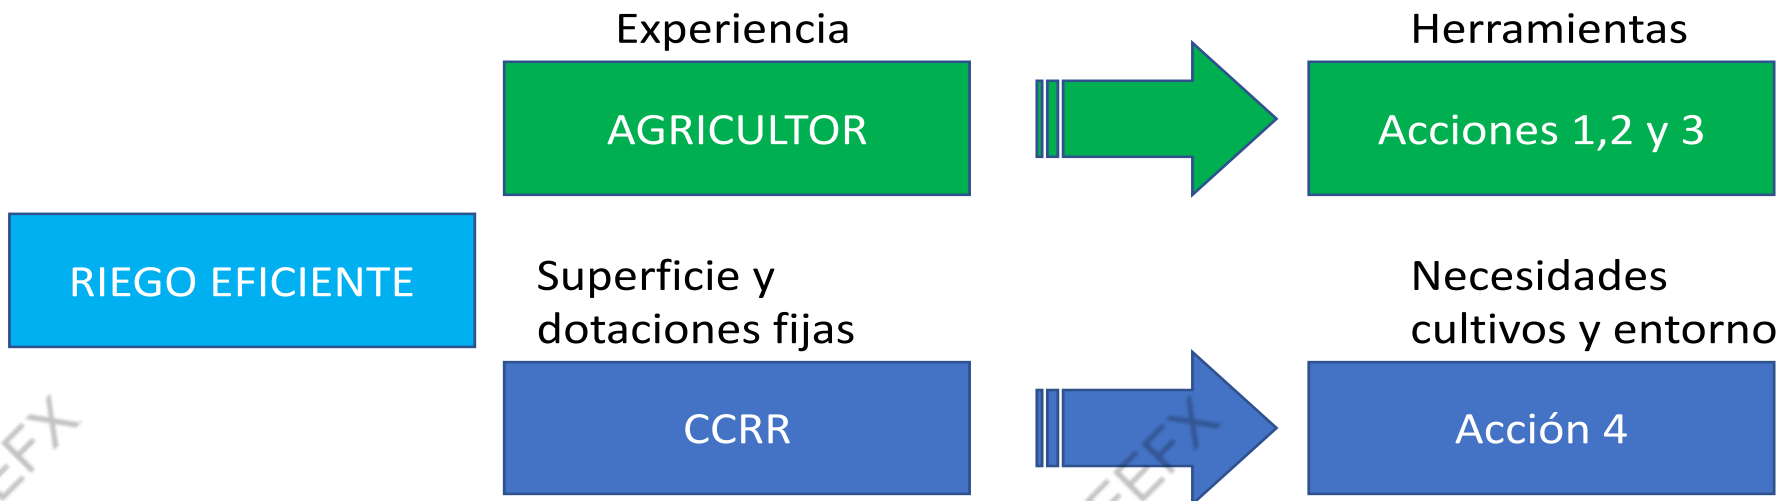 Experiencia
Herramientas
AGRICULTOR
Acciones 1,2 y 3
RIEGO EFICIENTE
Superficie y
dotaciones fijas
Necesidades
cultivos y entorno
CCRR
Acción 4